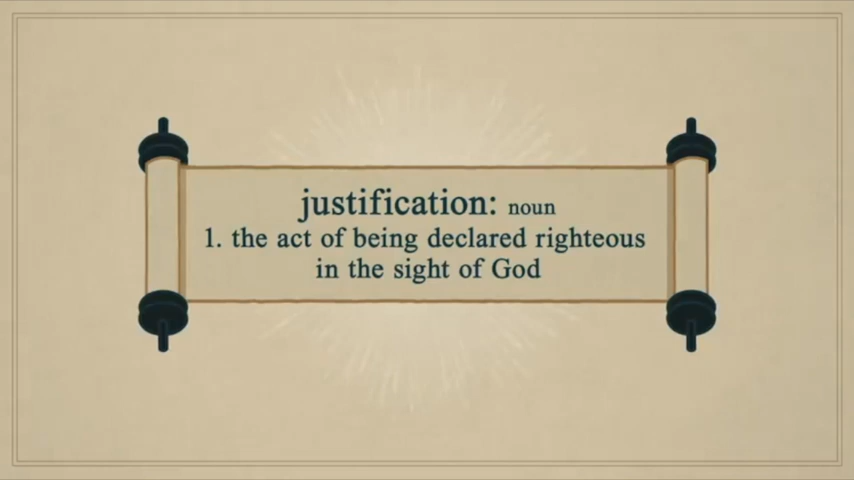 justification: noun
1. the act of being declared righteous
in the sight of God